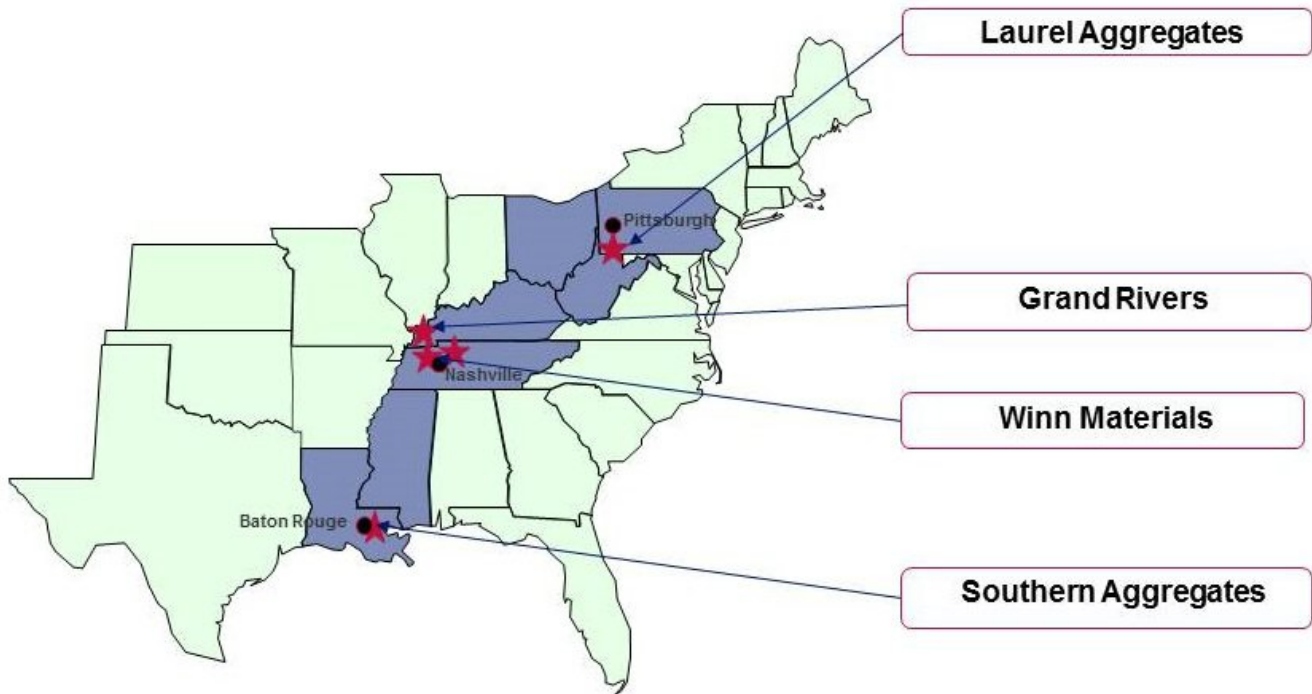 Laurel Aggregates
Pittsburgh
Grand Rivers
Nashville
Winn Materials
Baton Rouge
Southern Aggregates